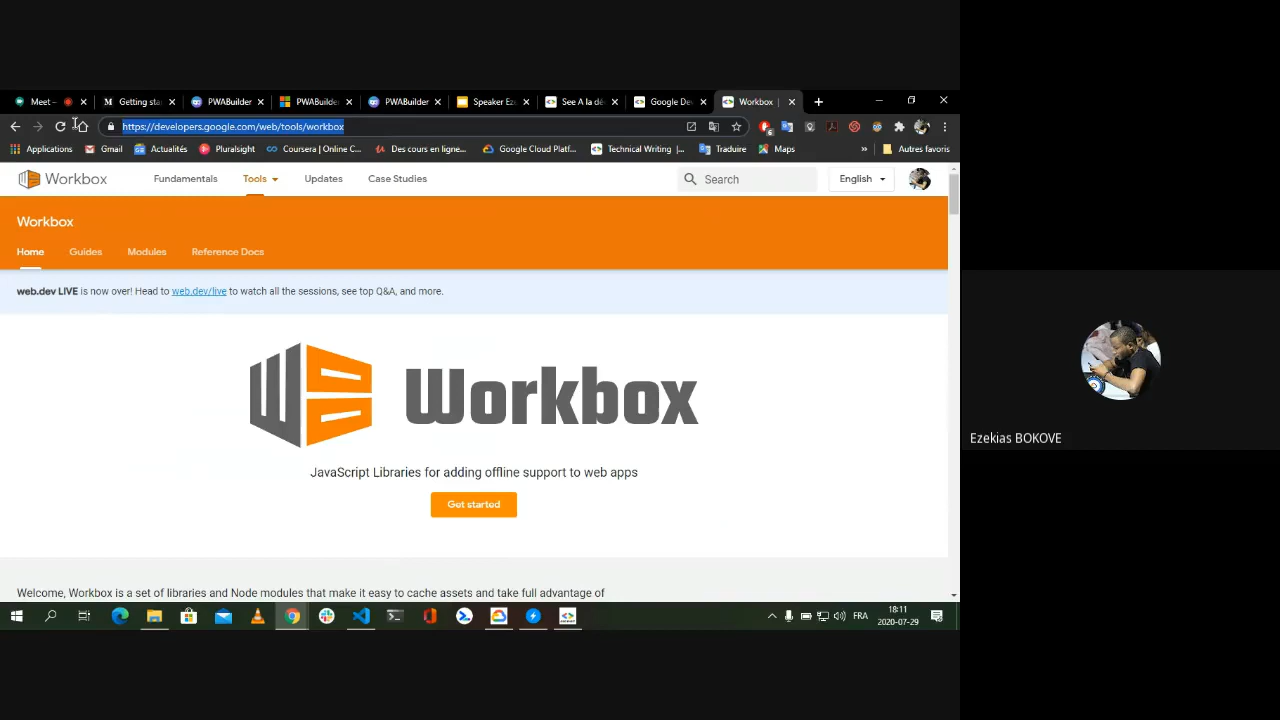 Meet –
Getting sta
PWABuilder
PWABuilde
PWABuilder
Speaker Eze
See A la dé
Google Dev
Workbox |
https://developers.google.com/web/tools/workbox
6
Applications
Gmail
Actualités
Pluralsight
Coursera | Online C...
Des cours en ligne...
Google Cloud Platf...
Technical Writing |...
Traduire
Maps
»
Autres favoris
Workbox
Fundamentals
Tools
Updates
Case Studies
Search
English
Workbox
Home
Guides
Modules
Reference Docs
web.dev LIVE is now over! Head to web.dev/live to watch all the sessions, see top Q&A, and more.
Workbox
JavaScript Libraries for adding offline support to web apps
Get started
Welcome, Workbox is a set of libraries and Node modules that make it easy to cache assets and take full advantage of
FRA
18:11
2020-07-29
Ezekias BOKOVE